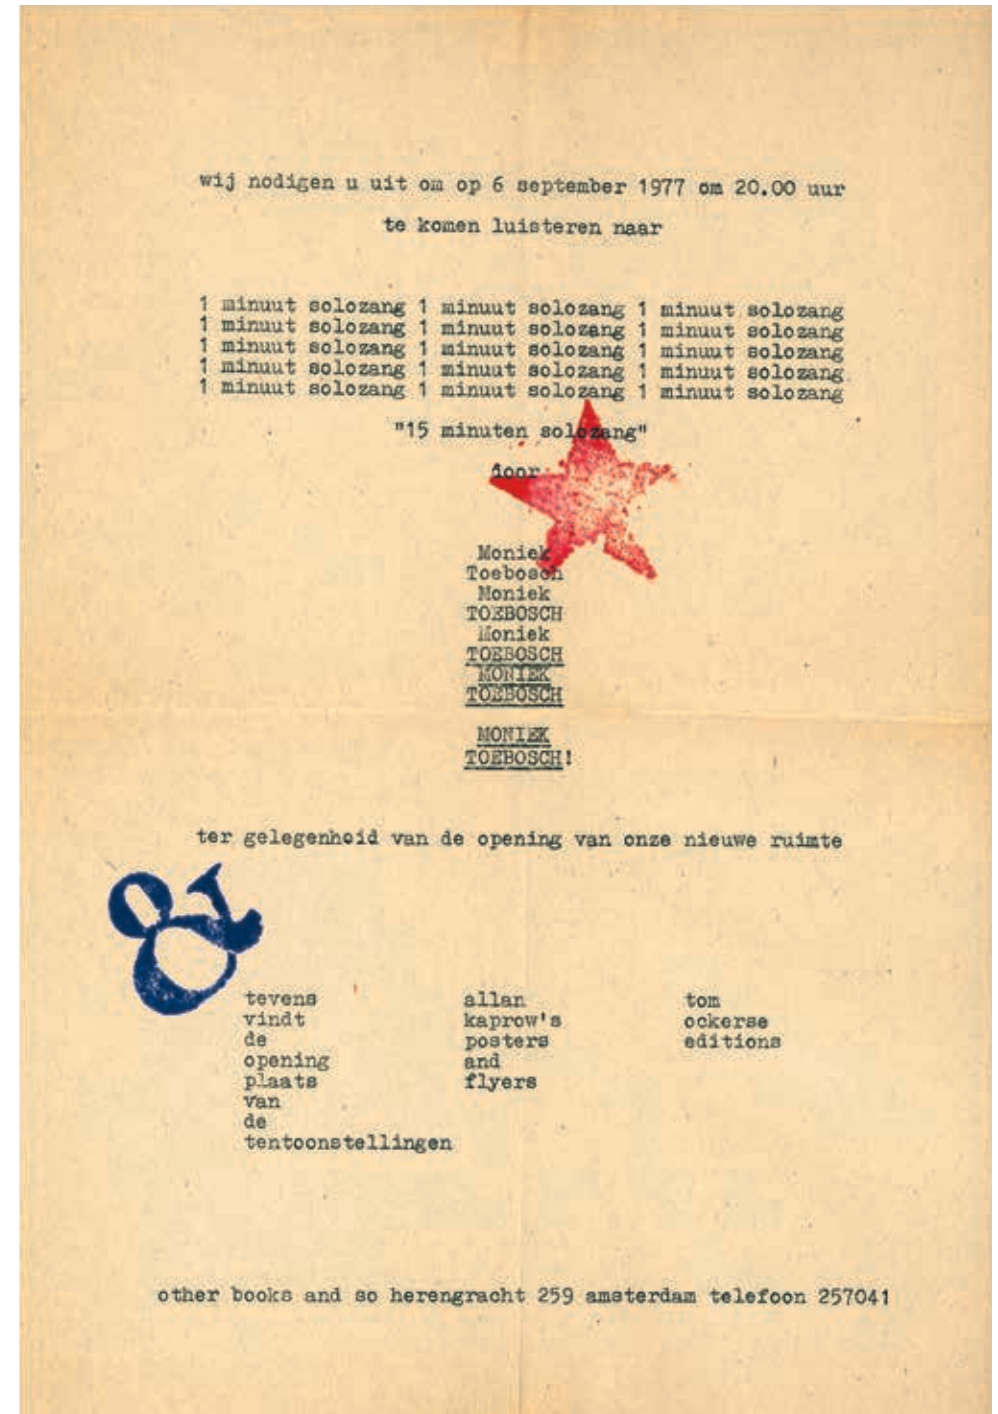 wij nodigen u uit om op 6 september 1977 om 20.00 uur
te komen luisteren naar
1 minuut solozang 1 minuut solozang 1 minuut solozang
1 minuut solozang 1 minuut solozang 1 minuut solozang
1 minuut solozang 1 minuut solozang 1 minuut solozang
1 minuut solozang 1 minuut solozang 1 minuut solozang
1 minuut solozang 1 minuut solozang 1 minuut solozang
"15 minuten solozang"
door
Moniek
Toebosch
Moniek
TOEBOSCH
Moniek
TOEBOSCH
MONIEK
TOEBOSCH
MONIEK
TOEBOSCH!
ter gelegenheid van de opening van onze nieuwe ruimte
&
tevens
vindt
de
opening
plaats
van
de
tentoonstellingen
allan
kaprow's
posters
and
flyers
tom
ockerse
editions
other books and so herengracht 259 amsterdam telefoon 257041